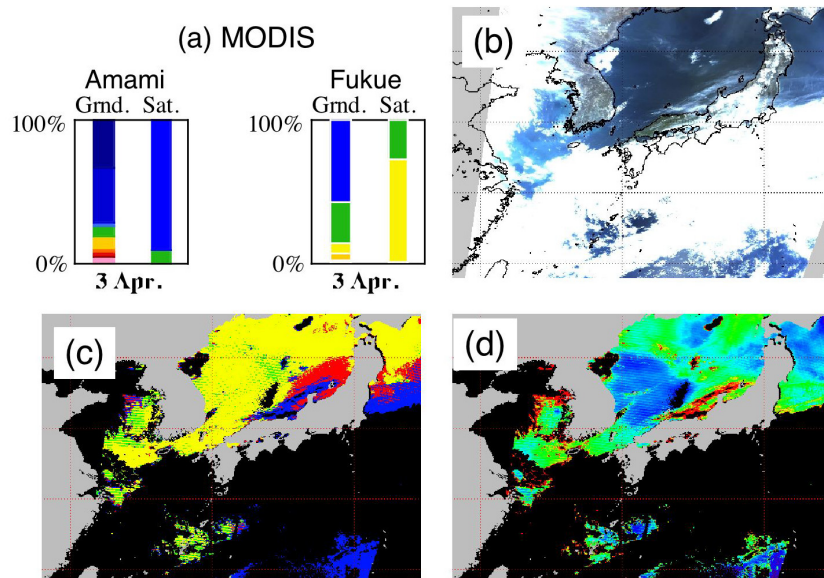 (a) MODIS
(b)
Amami
Fukue
Grnd. Sat.
Grnd. Sat.
100%
100%
0%
0%
3 Apr.
3 Apr.
(c)
(d)